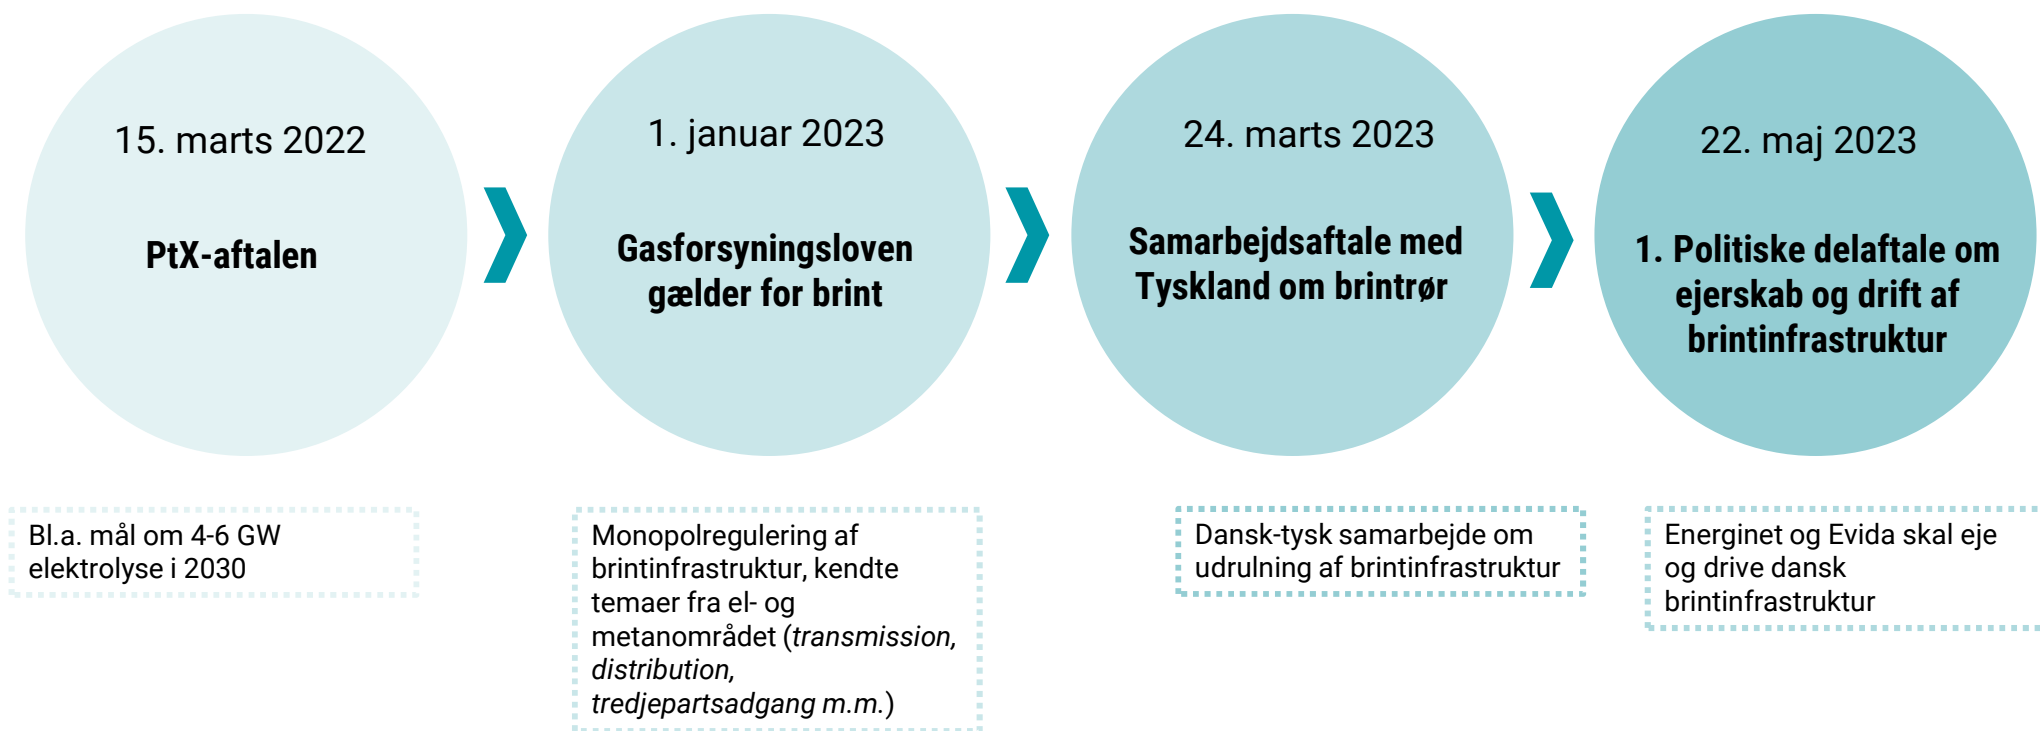 15. marts 2022
PtX-aftalen
1. januar 2023
Gasforsyningsloven
gælder for brint
24. marts 2023
Samarbejdsaftale med
Tyskland om brintrør
22. maj 2023
1. Politiske delaftale om
ejerskab og drift af
brintinfrastruktur
Bl.a. mål om 4-6 GW
elektrolyse i 2030
Monopolregulering af
brintinfrastruktur, kendte
temaer fra el- og
metanområdet (transmission,
distribution,
tredjepartsadgang m.m.)
Dansk-tysk samarbejde om
udrulning af brintinfrastruktur
Energinet og Evida skal eje
og drive dansk
brintinfrastruktur